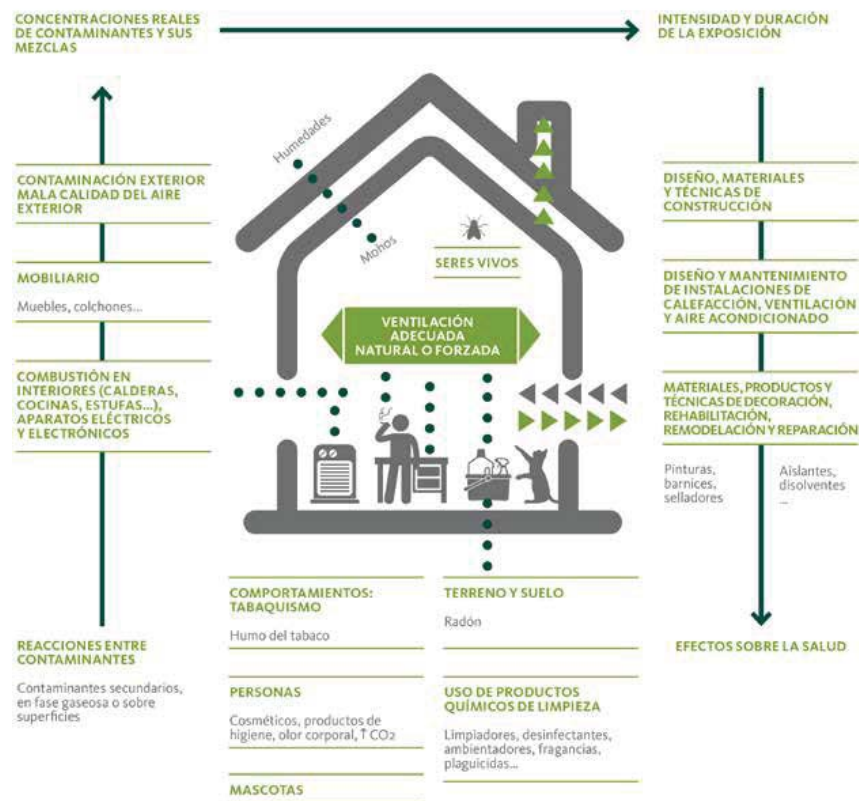 CONCENTRACIONES REALES
DE CONTAMINANTES Y SUS
MEZCLAS
INTENSIDAD Y DURACIÓN
DE LA EXPOSICIÓN
CONTAMINACIÓN EXTERIOR
MALA CALIDAD DEL AIRE
EXTERIOR
MOBILIARIO
Muebles, colchones...
COMBUSTIÓN EN
INTERIORES (CALDERAS,
COCINAS, ESTUFAS...),
APARATOS ELÉCTRICOS
Y ELECTRÓNICOS
REACCIONES ENTRE
CONTAMINANTES
Contaminantes secundarios,
en fase gaseosa o sobre
superficies
Humedades
Mohos
SERES VIVOS
VENTILACIÓN
ADECUADA
NATURAL O FORZADA
COMPORTAMIENTOS:
TABAQUISMO
Humo del tabaco
PERSONAS
Cosméticos, productos de
higiene, olor corporal, ↑ CO2
MASCOTAS
TERRENO Y SUELO
Radón
USO DE PRODUCTOS
QUÍMICOS DE LIMPIEZA
Limpiadores, desinfectantes,
ambientadores, fragancias,
plaguicidas...
DISEÑO, MATERIALES
Y TÉCNICAS DE
CONSTRUCCIÓN
DISEÑO Y MANTENIMIENTO
DE INSTALACIONES DE
CALEFACCIÓN, VENTILACIÓN
Y AIRE ACONDICIONADO
MATERIALES, PRODUCTOS Y
TÉCNICAS DE DECORACIÓN,
REHABILITACIÓN,
REMODELACIÓN Y REPARACIÓN
Pinturas,
barnices,
selladores
Aislantes,
disolventes
...
EFECTOS SOBRE LA SALUD